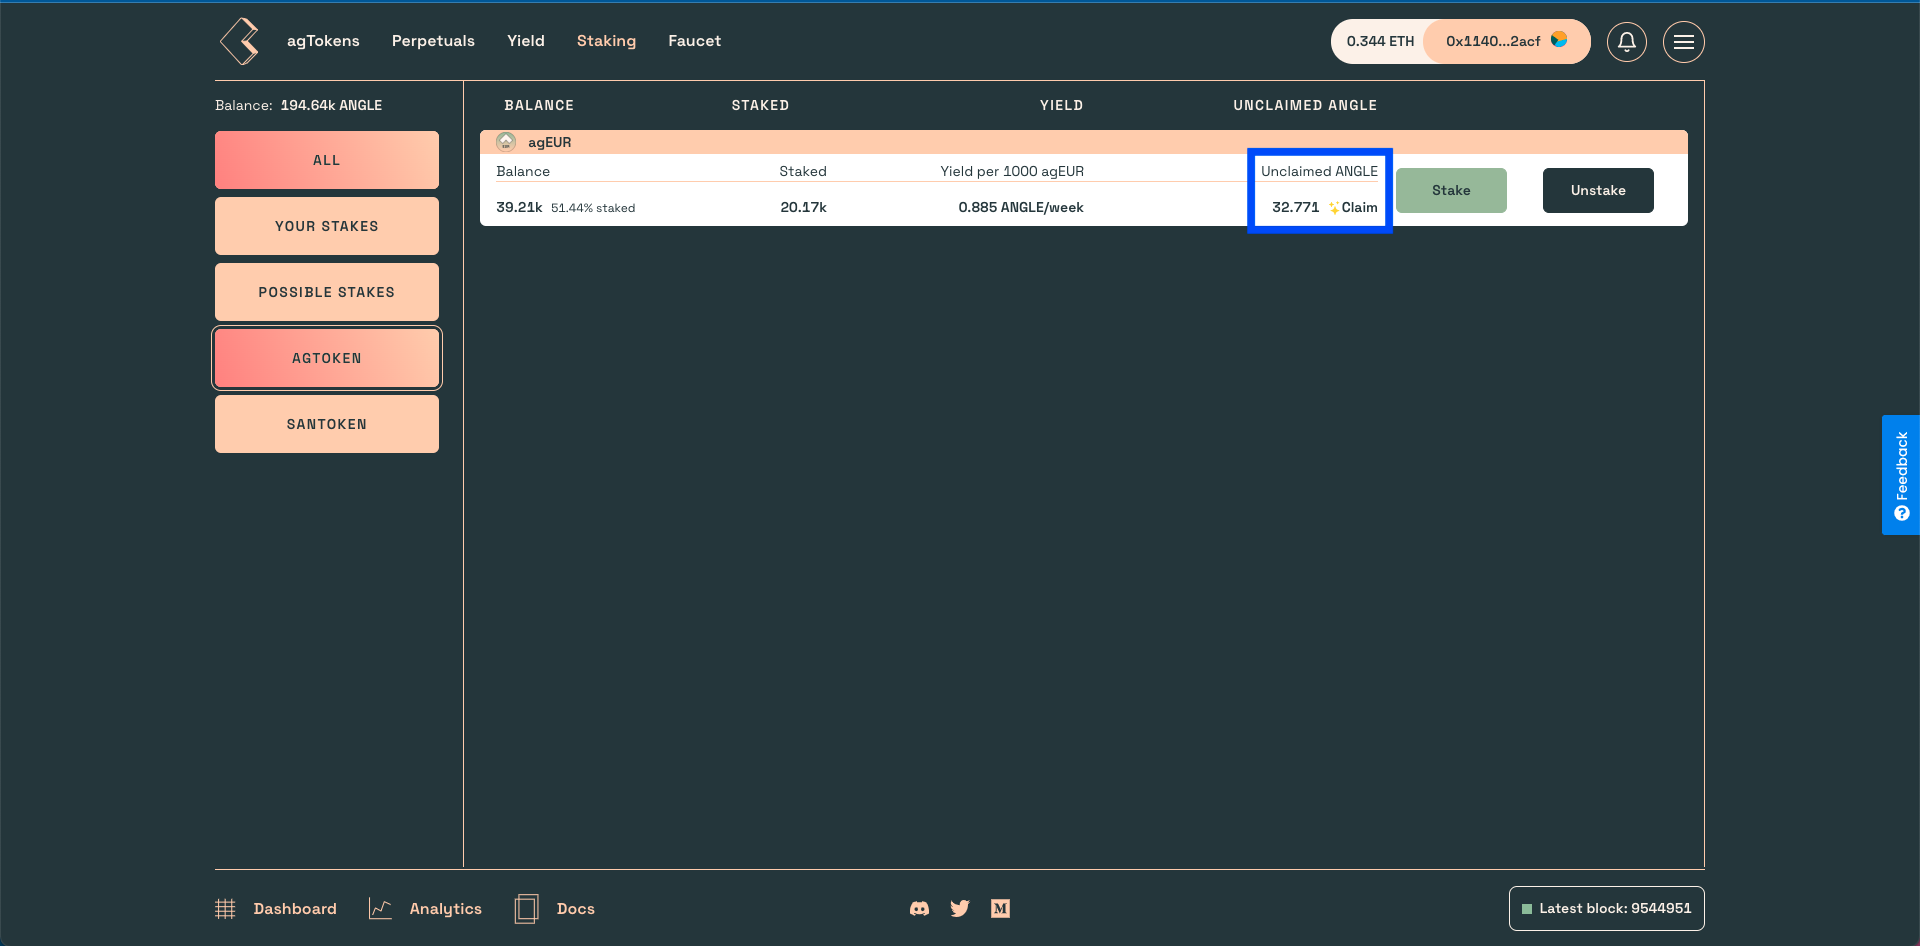 agTokens Perpetuals Yield Staking Faucet 0.344 ETH 0x1140...2acf
Balance: 194.64k ANGLE
ALL
YOUR STAKES
POSSIBLE STAKES
AGTOKEN
SANTOKEN
BALANCE STAKED YIELD UNCLAIMED ANGLE
agEUR
Balance Staked Yield per 1000 agEUR Unclaimed ANGLE
39.21k 51.44% staked 20.17k 0.885 ANGLE/week 32.771 ✨Claim
Stake Unstake
Feedback
Dashboard Analytics Docs M Latest block: 9544951